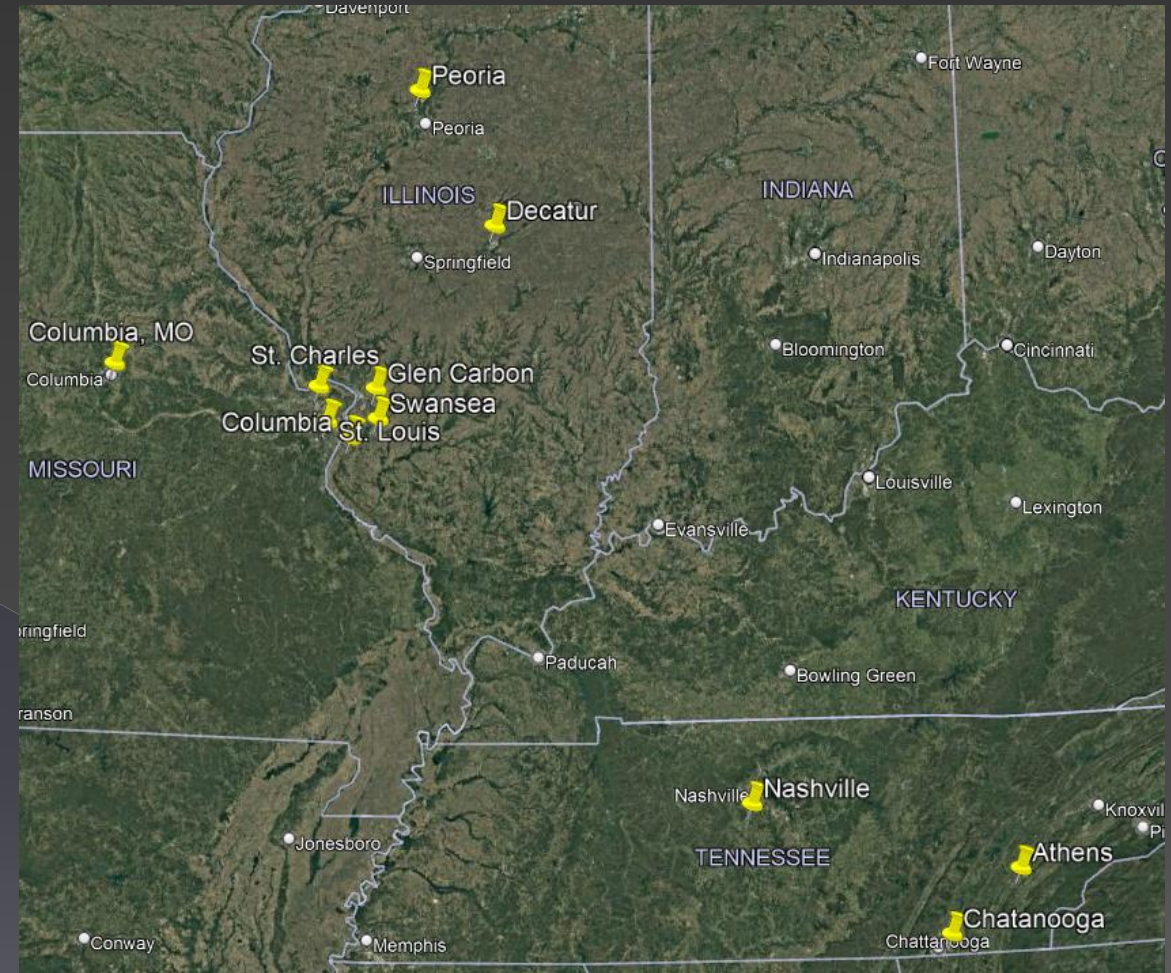 Davenport
Fort Wayne
Peoria
Peoria
ILLINOIS
INDIANA
Decatur
Springfield
Indianapolis
Dayton
Columbia, MO
Columbia
St. Charles
Glen Carbon
Swansea
Columbia
St. Louis
Bloomington
Cincinnati
MISSOURI
Louisville
Lexington
Evansville
KENTUCKY
ringfield
Paducah
Bowling Green
ranson
Nashville
Nashville
Knoxvil
Pi
Jonesboro
TENNESSEE
Athens
Chatanooga
Chattanooga
Conway
Memphis